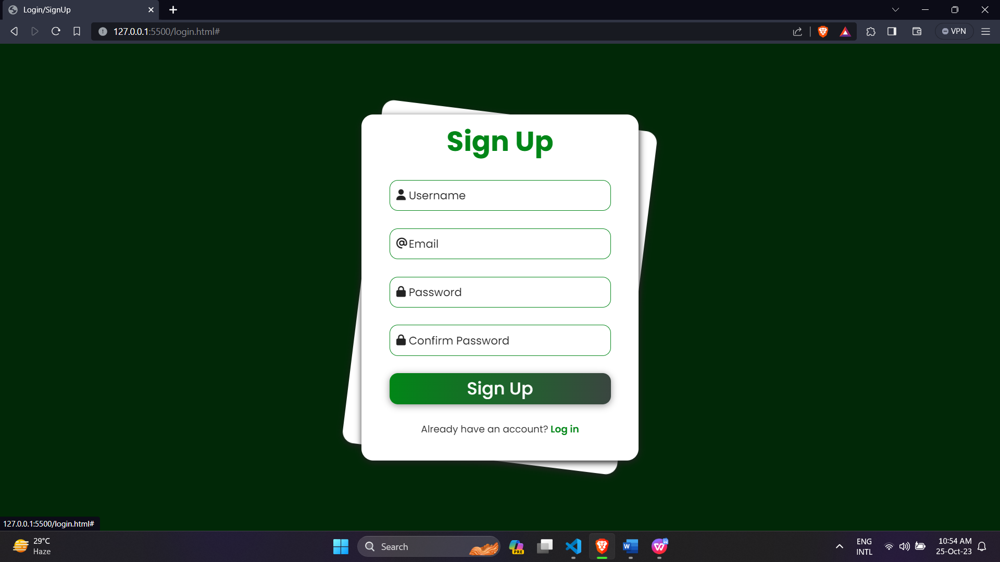 Login/SignUp
127.0.0.1:5500/login.html#
VPN
Sign Up
Username
Email
Password
Confirm Password
Sign Up
Already have an account? Log in
127.0.0.1:5500/login.html#
29°C
Haze
Search
PRE
W
W
ENG
INTL
10:54 AM
25-Oct-23